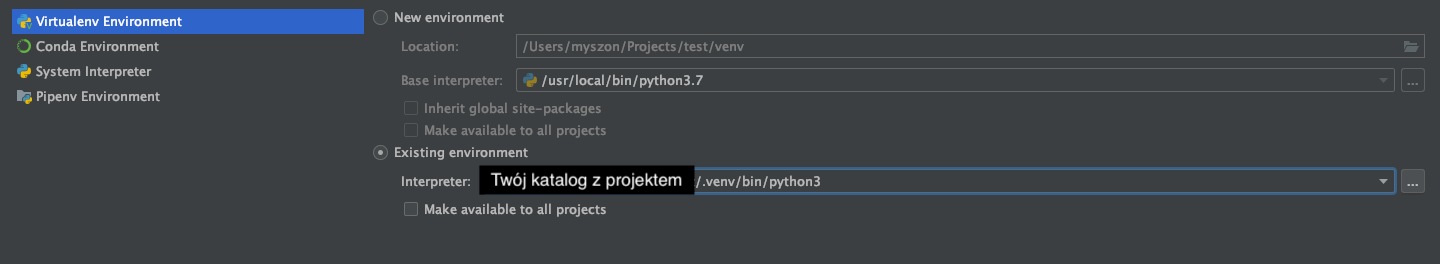 Virtualenv Environment
Conda Environment
System Interpreter
Pipenv Environment
New environment
Location: /Users/myszon/Projects/test/venv
Base interpreter: /usr/local/bin/python3.7 ...
Inherit global site-packages
Make available to all projects
Existing environment
Interpreter: Twój katalog z projektem /.venv/bin/python3 ...
Make available to all projects